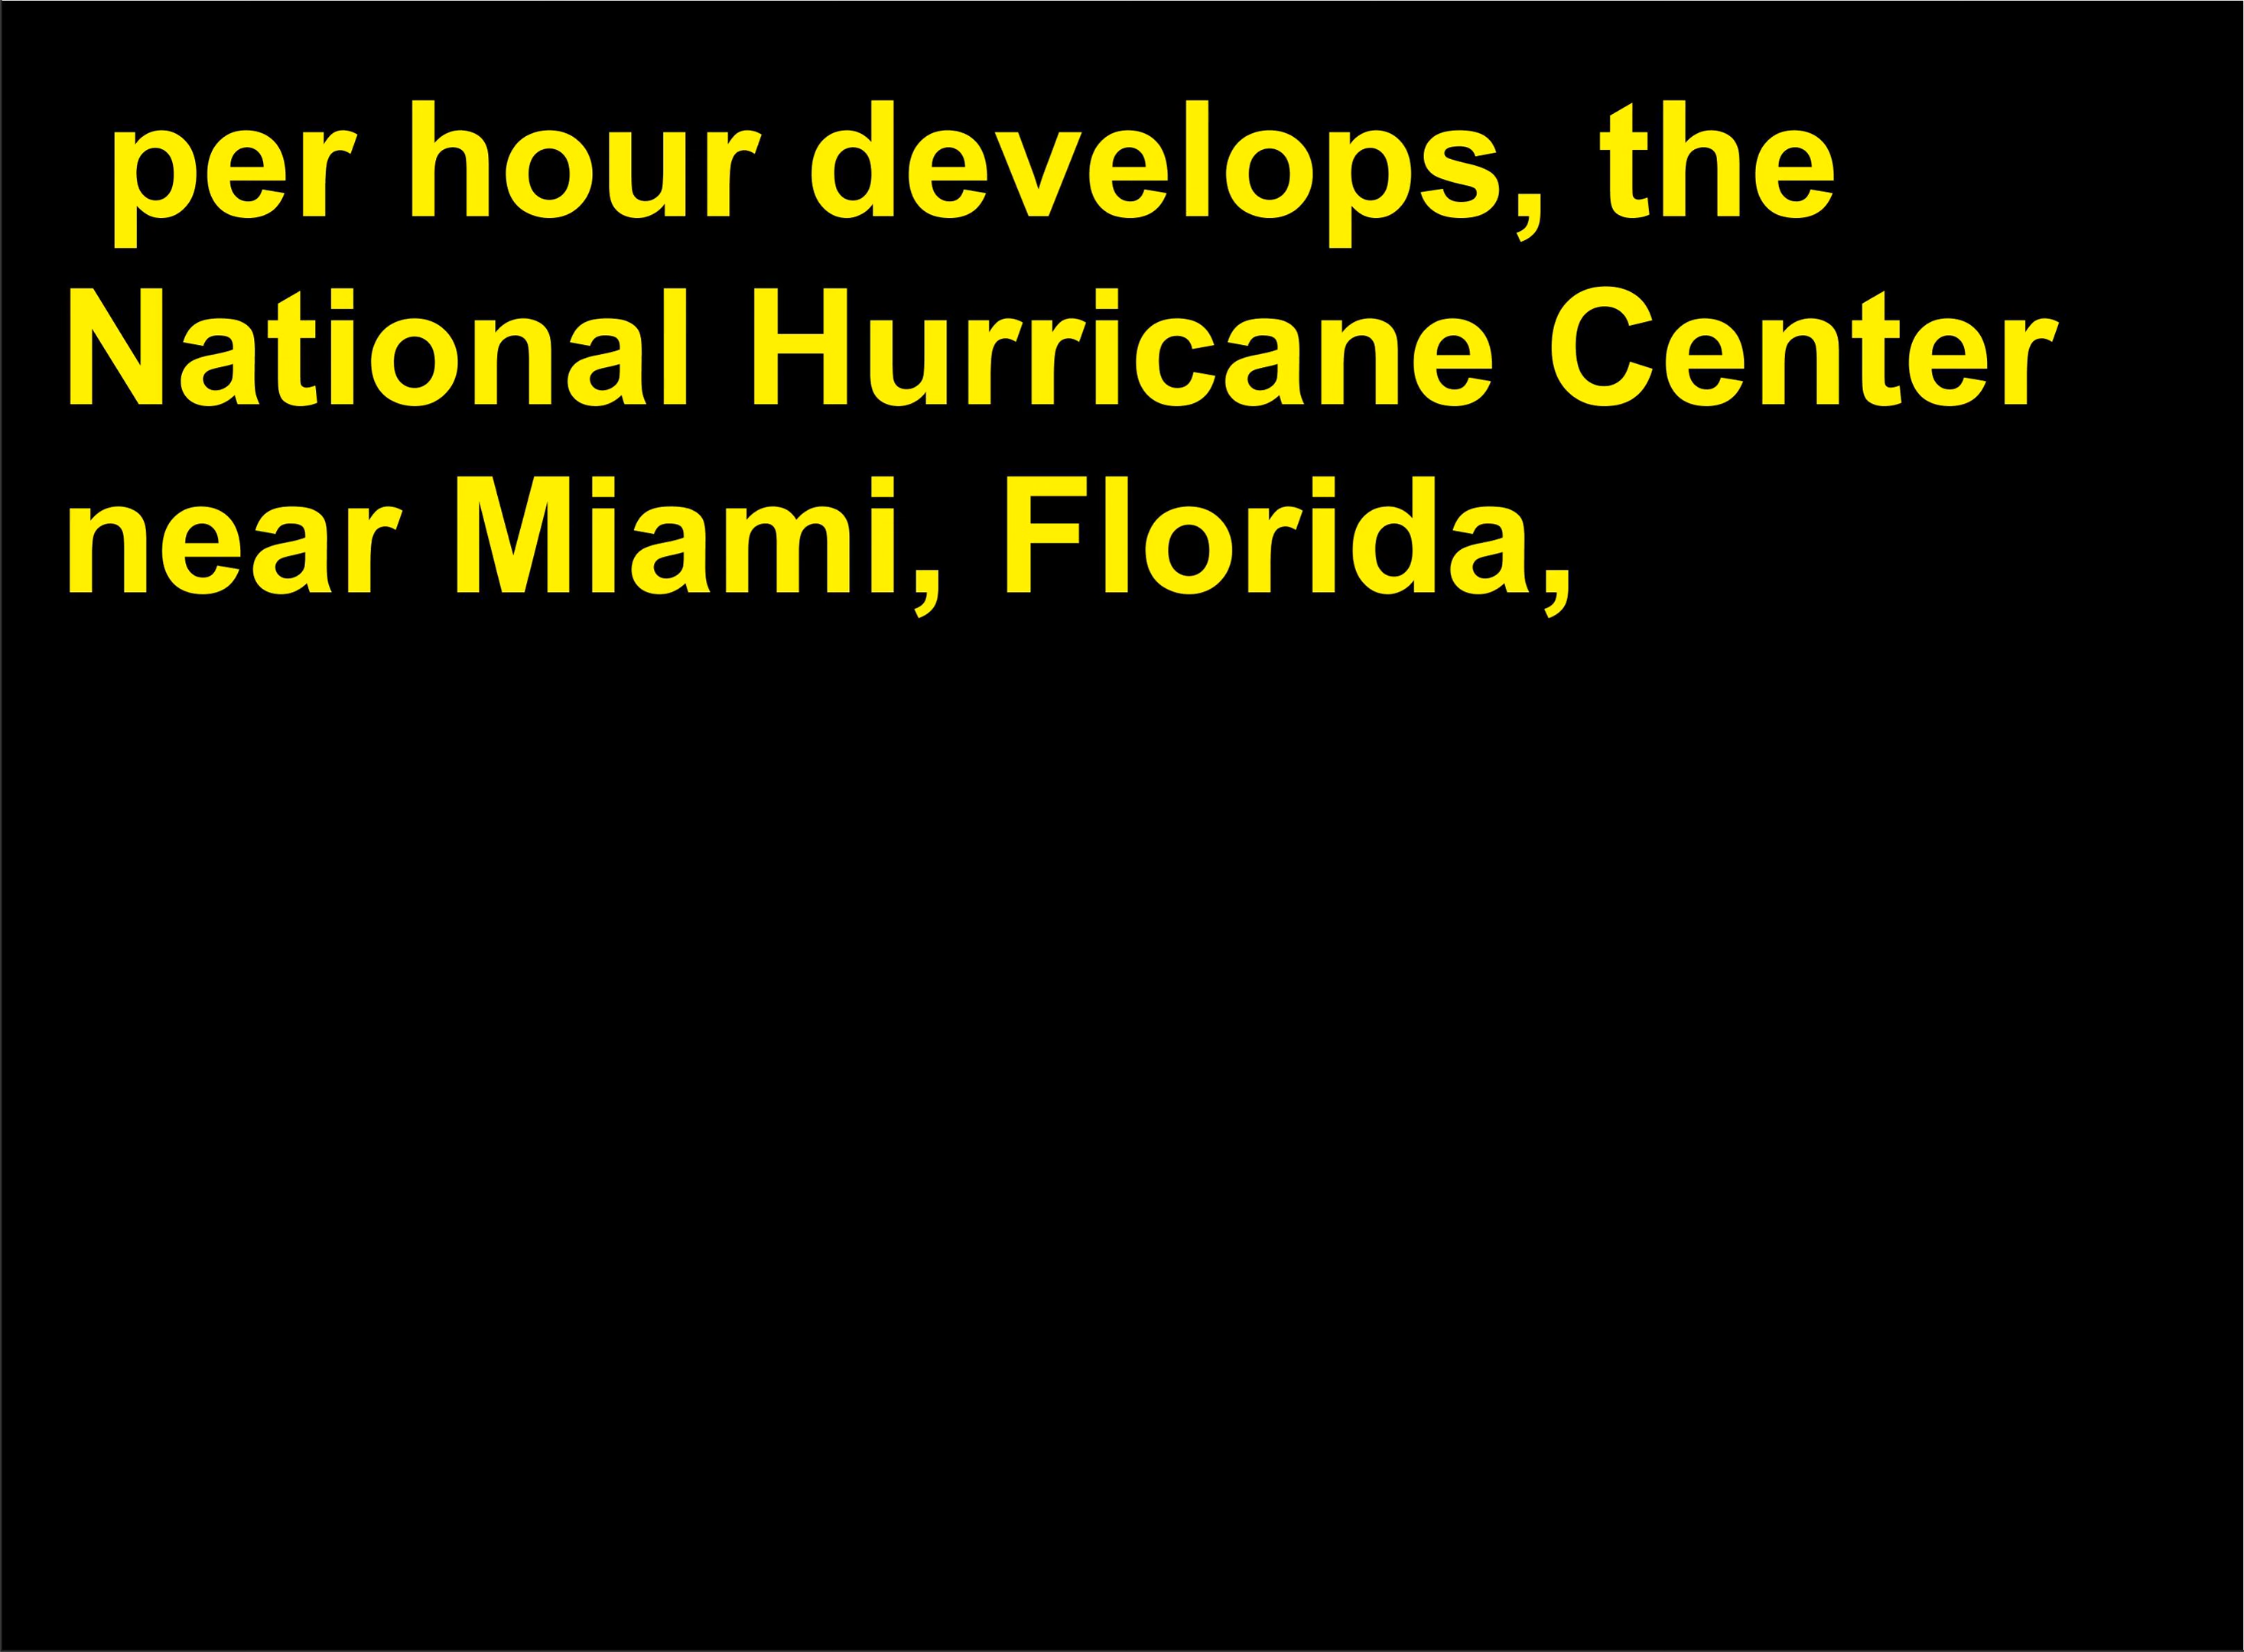 per hour develops, the
National Hurricane Center
near Miami, Florida,